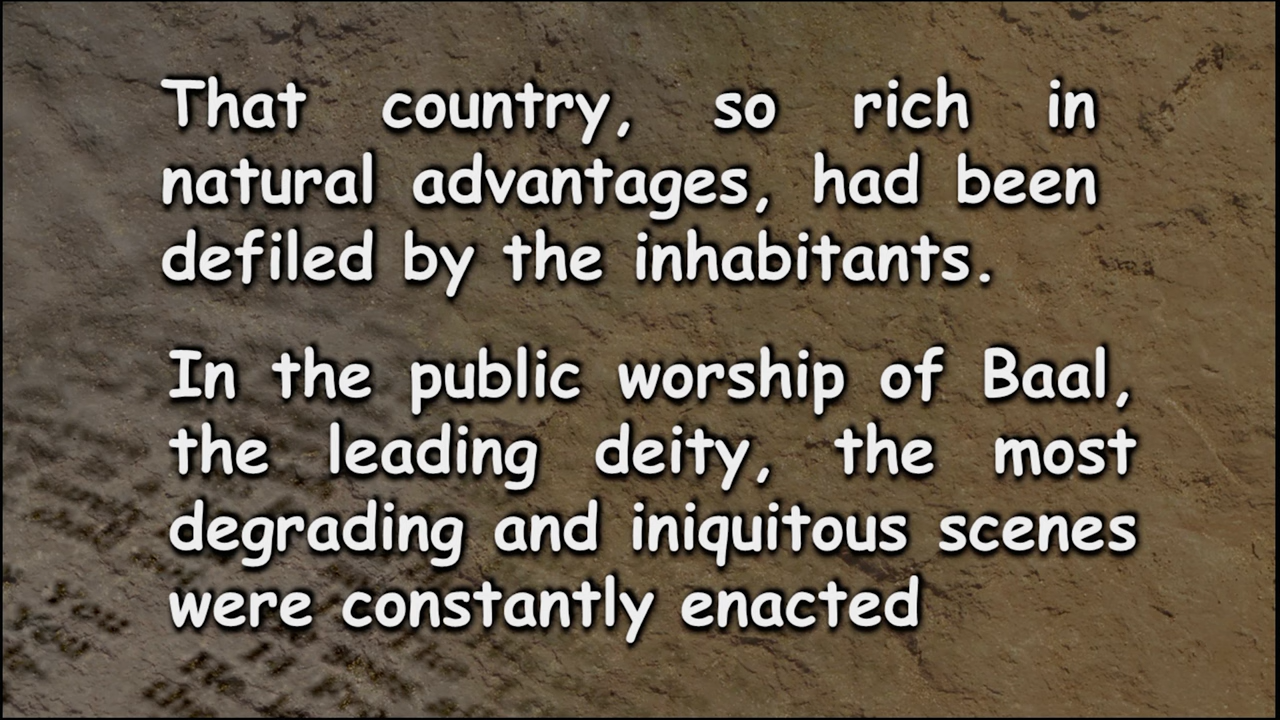 That country, so rich in
natural advantages, had been
defiled by the inhabitants.
In the public worship of Baal,
the leading deity, the most
degrading and iniquitous scenes
were constantly enacted